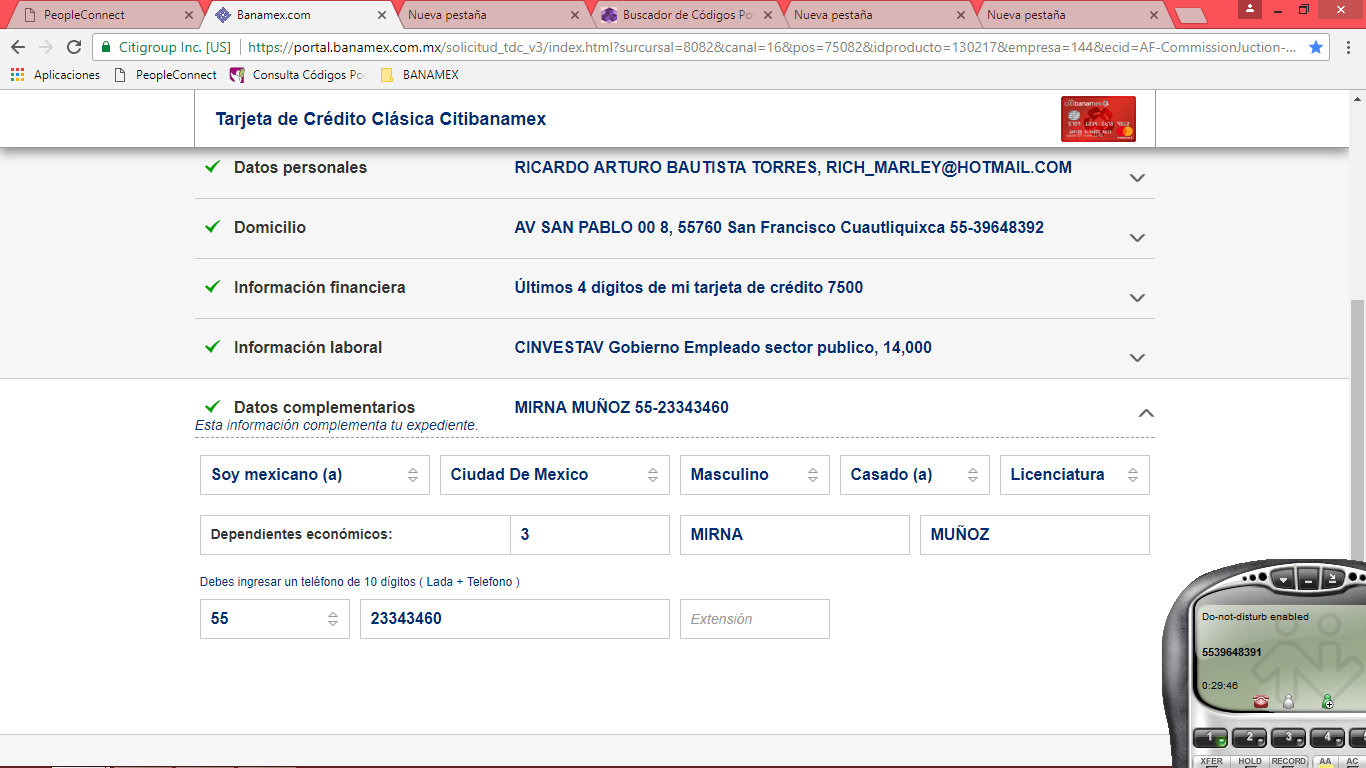 PeopleConnect
Banamex.com
Nueva pestaña
Buscador de Códigos Po
Nueva pestaña
Nueva pestaña
Citigroup Inc. [US]
https://portal.banamex.com.mx/solicitud_tdc_v3/index.html?surcursal=8082&canal=16&pos=75082&idproducto=130217&empresa=144&ecid=AF-CommissionJuction-...
Aplicaciones
PeopleConnect
Consulta Códigos Po
BANAMEX
Tarjeta de Crédito Clásica Citibanamex
citibanamex
Datos personales
RICARDO ARTURO BAUTISTA TORRES, RICH_MARLEY@HOTMAIL.COM
Domicilio
AV SAN PABLO 00 8, 55760 San Francisco Cuautliquixca 55-39648392
Información financiera
Últimos 4 dígitos de mi tarjeta de crédito 7500
Información laboral
CINVESTAV Gobierno Empleado sector publico, 14,000
Datos complementarios
MIRNA MUÑOZ 55-23343460
Esta información complementa tu expediente.
Soy mexicano (a)
Ciudad De Mexico
Masculino
Casado (a)
Licenciatura
Dependientes económicos:
3
MIRNA
MUÑOZ
Debes ingresar un teléfono de 10 dígitos ( Lada + Telefono )
55
23343460
Extensión
Do-not-disturb enabled
5539648391
0:29:46
1
2
3
4
XFER
HOLD
RECORD
AA
AC